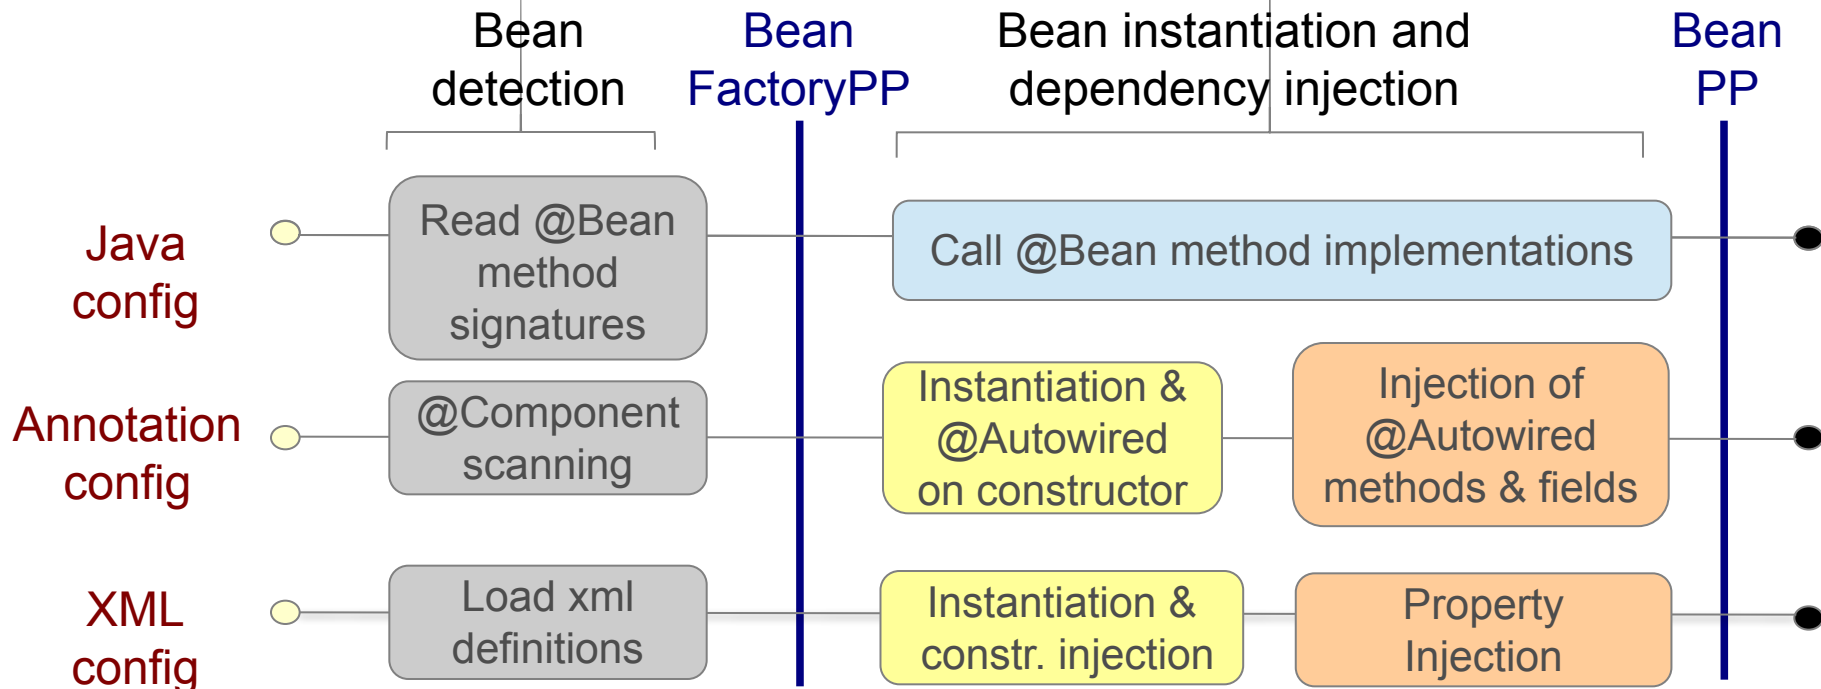 Bean
detection
Bean
FactoryPP
Bean instantiation and
dependency injection
Bean
PP
Java
config
Read @Bean
method
signatures
Call @Bean method implementations
Annotation
config
@Component
scanning
Instantiation &
@Autowired
on constructor
Injection of
@Autowired
methods & fields
XML
config
Load xml
definitions
Instantiation &
constr. injection
Property
Injection